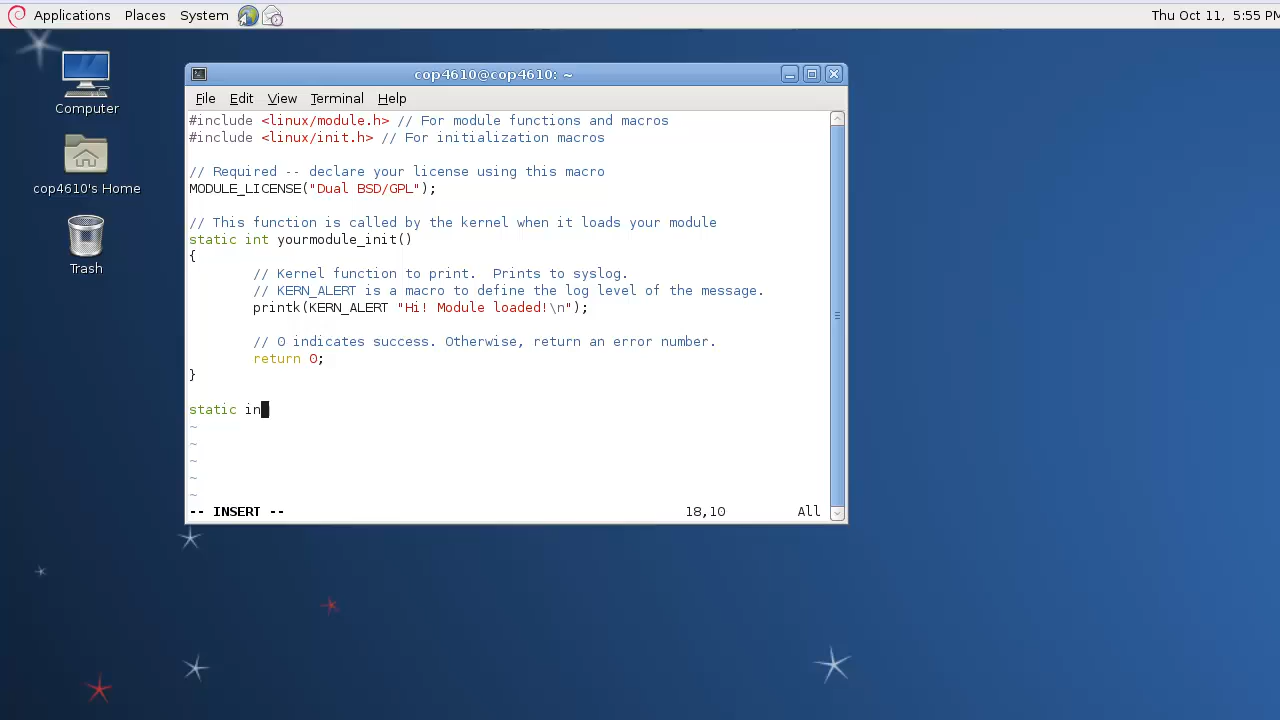 Applications Places System Thu Oct 11, 5:55 PM
Computer
cop4610's Home
Trash
cop4610@cop4610: ~
File Edit View Terminal Help
#include <linux/module.h> // For module functions and macros
#include <linux/init.h> // For initialization macros
// Required -- declare your license using this macro
MODULE_LICENSE("Dual BSD/GPL");
// This function is called by the kernel when it loads your module
static int yourmodule_init()
{
// Kernel function to print.  Prints to syslog.
// KERN_ALERT is a macro to define the log level of the message.
printk(KERN_ALERT "Hi! Module loaded!\n");
// 0 indicates success. Otherwise, return an error number.
return 0;
}
static in
~
~
~
~
~
-- INSERT -- 18,10 All